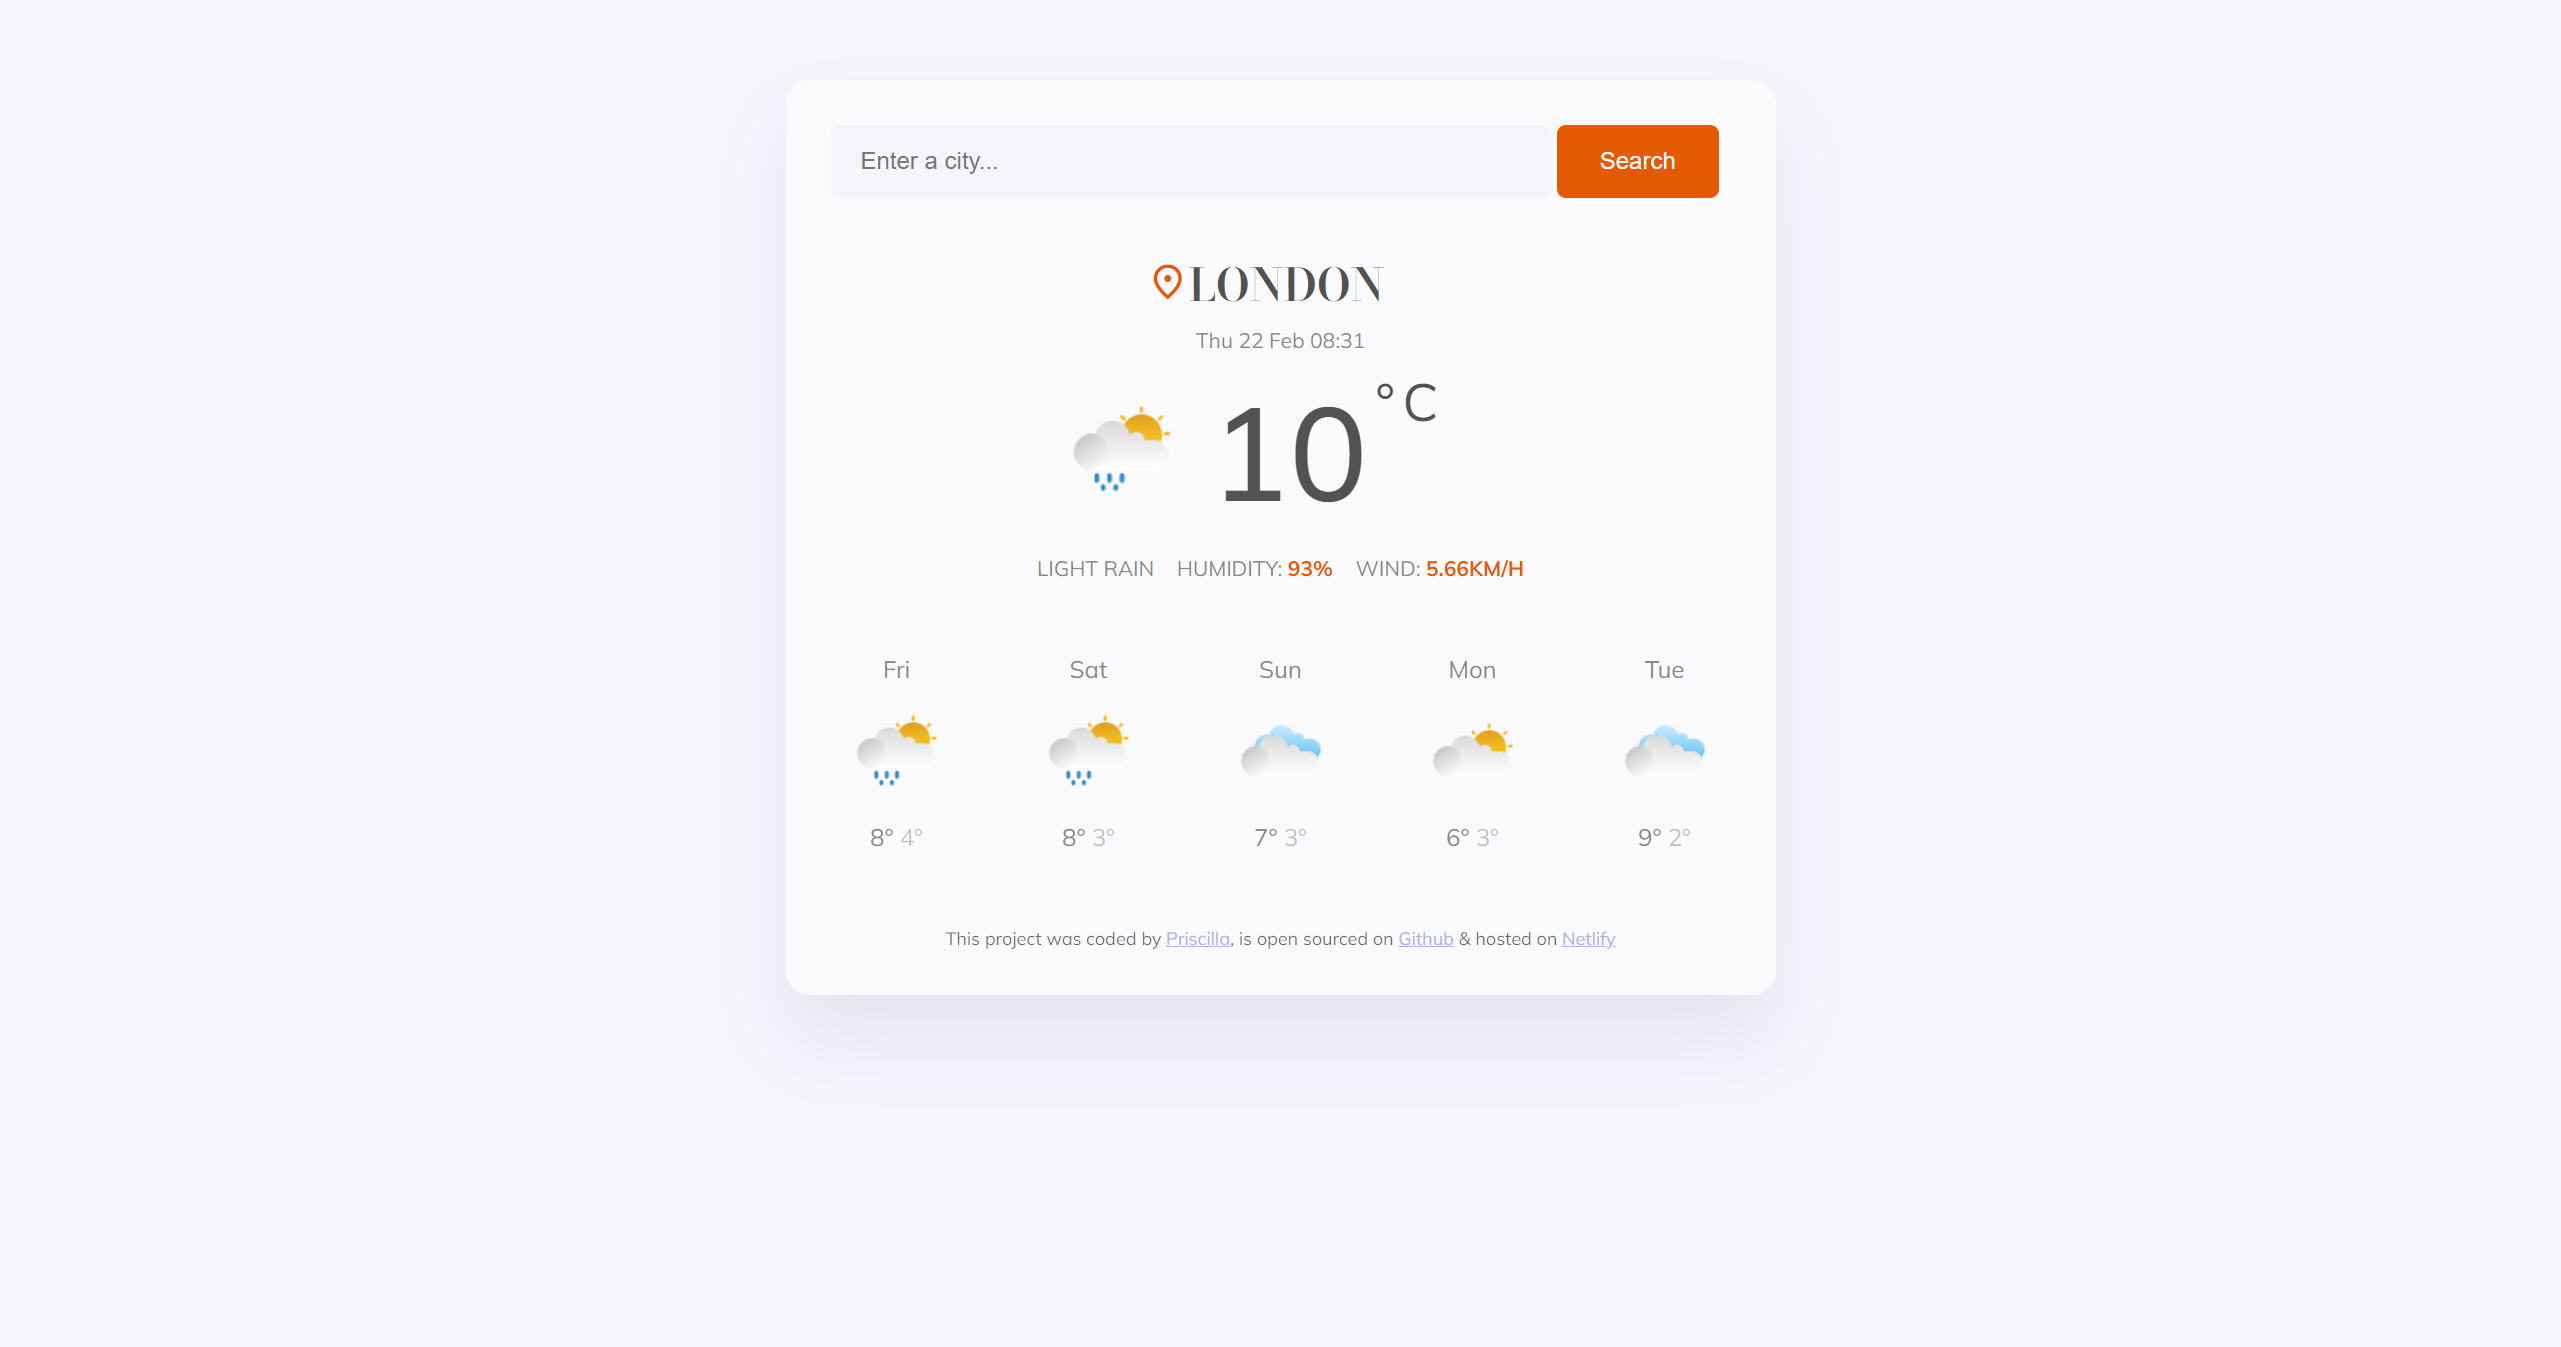 Enter a city...
Search
LONDON
Thu 22 Feb 08:31
10 °C
LIGHT RAIN HUMIDITY: 93% WIND: 5.66KM/H
Fri Sat Sun Mon Tue
8° 4° 8° 3° 7° 3° 6° 3° 9° 2°
This project was coded by Priscilla, is open sourced on Github & hosted on Netlify